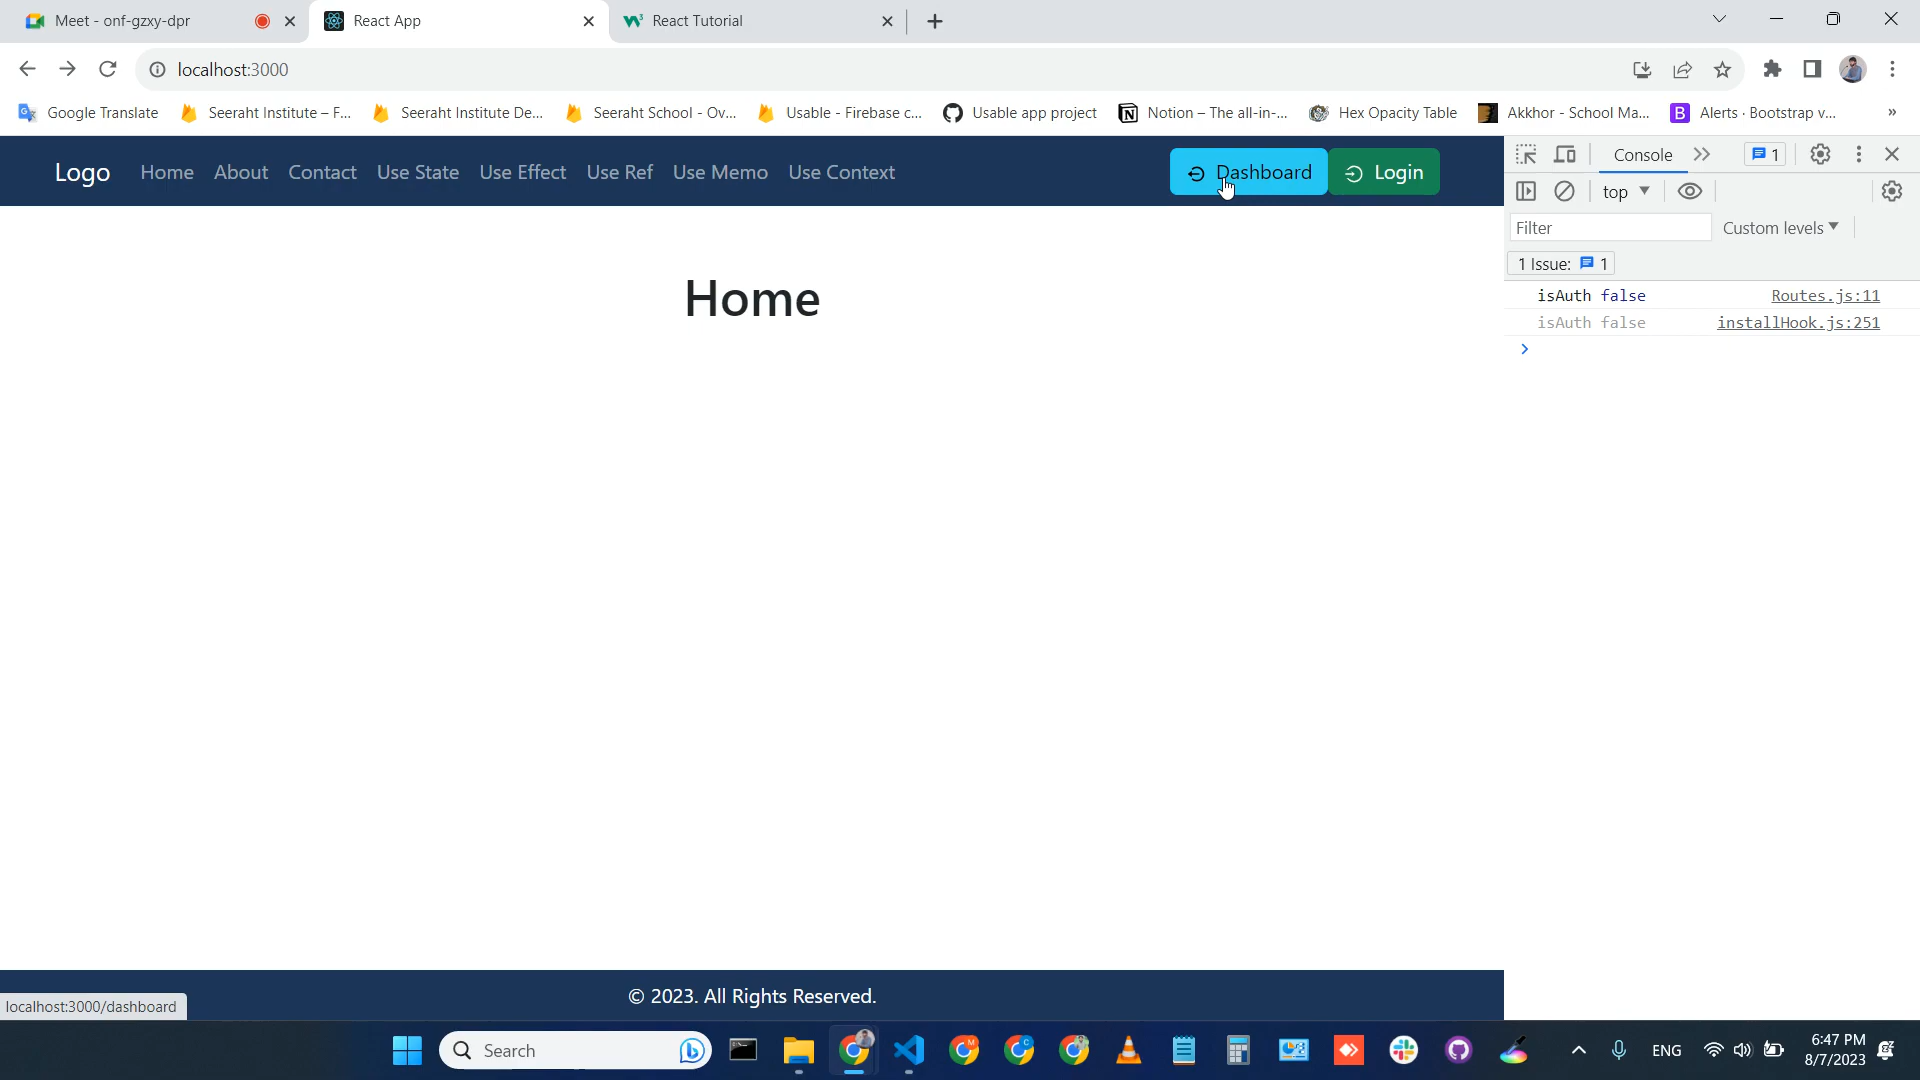 Meet - onf-gzxy-dpr
React App
React Tutorial
localhost:3000
Google Translate
Seeraht Institute – F...
Seeraht Institute De...
Seeraht School - Ov...
Usable - Firebase c...
Usable app project
Notion – The all-in-...
Hex Opacity Table
Akkhor - School Ma...
Alerts · Bootstrap v...
»
Logo
Home
About
Contact
Use State
Use Effect
Use Ref
Use Memo
Use Context
Dashboard
Login
Console
1
top
Filter
Custom levels
1 Issue: 1
isAuth false Routes.js:11
isAuth false installHook.js:251
Home
© 2023. All Rights Reserved.
localhost:3000/dashboard
Search
ENG
6:47 PM
8/7/2023